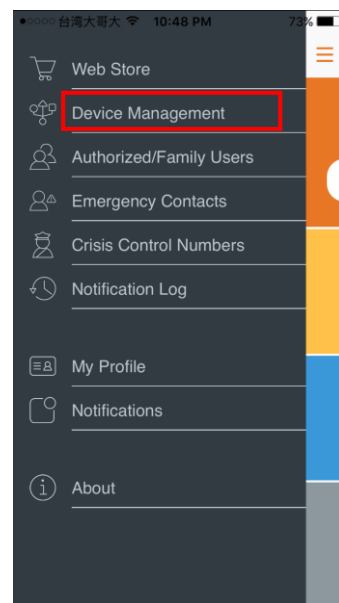 台湾大哥大 10:48 PM 73%
Web Store
Device Management
Authorized/Family Users
Emergency Contacts
Crisis Control Numbers
Notification Log
My Profile
Notifications
About